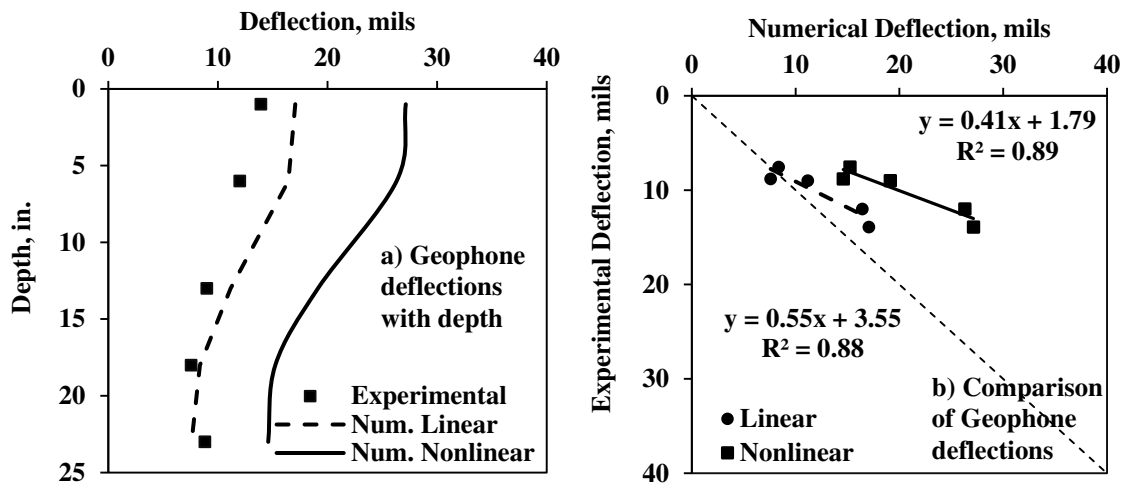 Deflection, mils
0 10 20 30 40
0
5
10
15
20
25
Depth, in.
a) Geophone
deflections
with depth
Experimental
Num. Linear
Num. Nonlinear
Numerical Deflection, mils
0 10 20 30 40
0
10
20
30
40
Experimental Deflection, mils
y = 0.41x + 1.79
R² = 0.89
y = 0.55x + 3.55
R² = 0.88
Linear
Nonlinear
b) Comparison
of Geophone
deflections